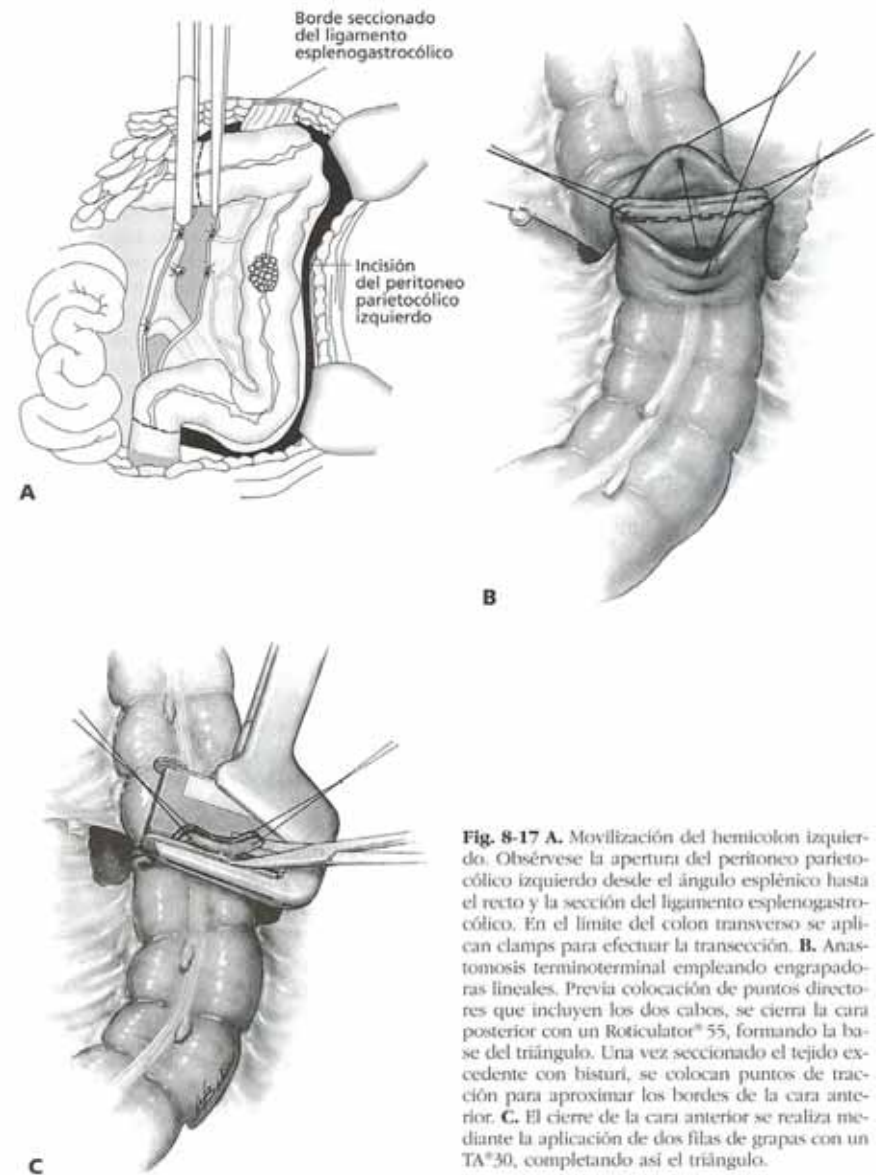 Borde seccionado
del ligamento
esplenogastrocólico
Incisión
del peritoneo
parietocólico
izquierdo
A
B
C
Fig. 8-17 A. Movilización del hemicolon izquier-
do. Obsérvese la apertura del peritoneo parieto-
cólico izquierdo desde el ángulo esplénico hasta
el recto y la sección del ligamento esplenogastro-
cólico. En el límite del colon transverso se apli-
can clamps para efectuar la transección. B. Anas-
tomosis terminoterminal empleando engrapado-
ras lineales. Previa colocación de puntos directo-
res que incluyen los dos cabos, se cierra la cara
posterior con un Roticulator® 55, formando la ba-
se del triángulo. Una vez seccionado el tejido ex-
cedente con bisturí, se colocan puntos de trac-
ción para aproximar los bordes de la cara ante-
rior. C. El cierre de la cara anterior se realiza me-
diante la aplicación de dos filas de grapas con un
TA®30, completando así el triángulo.